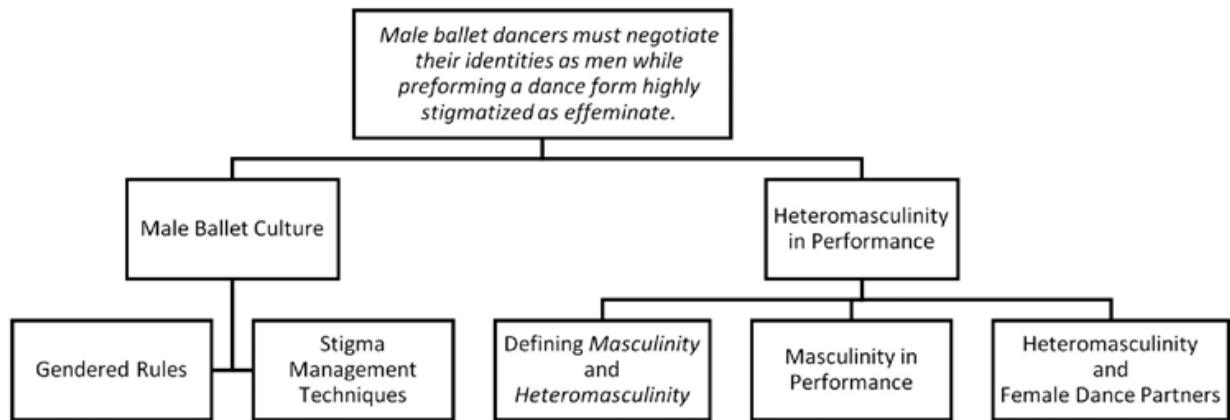 Male ballet dancers must negotiate
their identities as men while
preforming a dance form highly
stigmatized as effeminate.
Male Ballet Culture
Heteromasculinity
in Performance
Gendered Rules
Stigma
Management
Techniques
Defining Masculinity
and
Heteromasculinity
Masculinity in
Performance
Heteromasculinity
and
Female Dance Partners